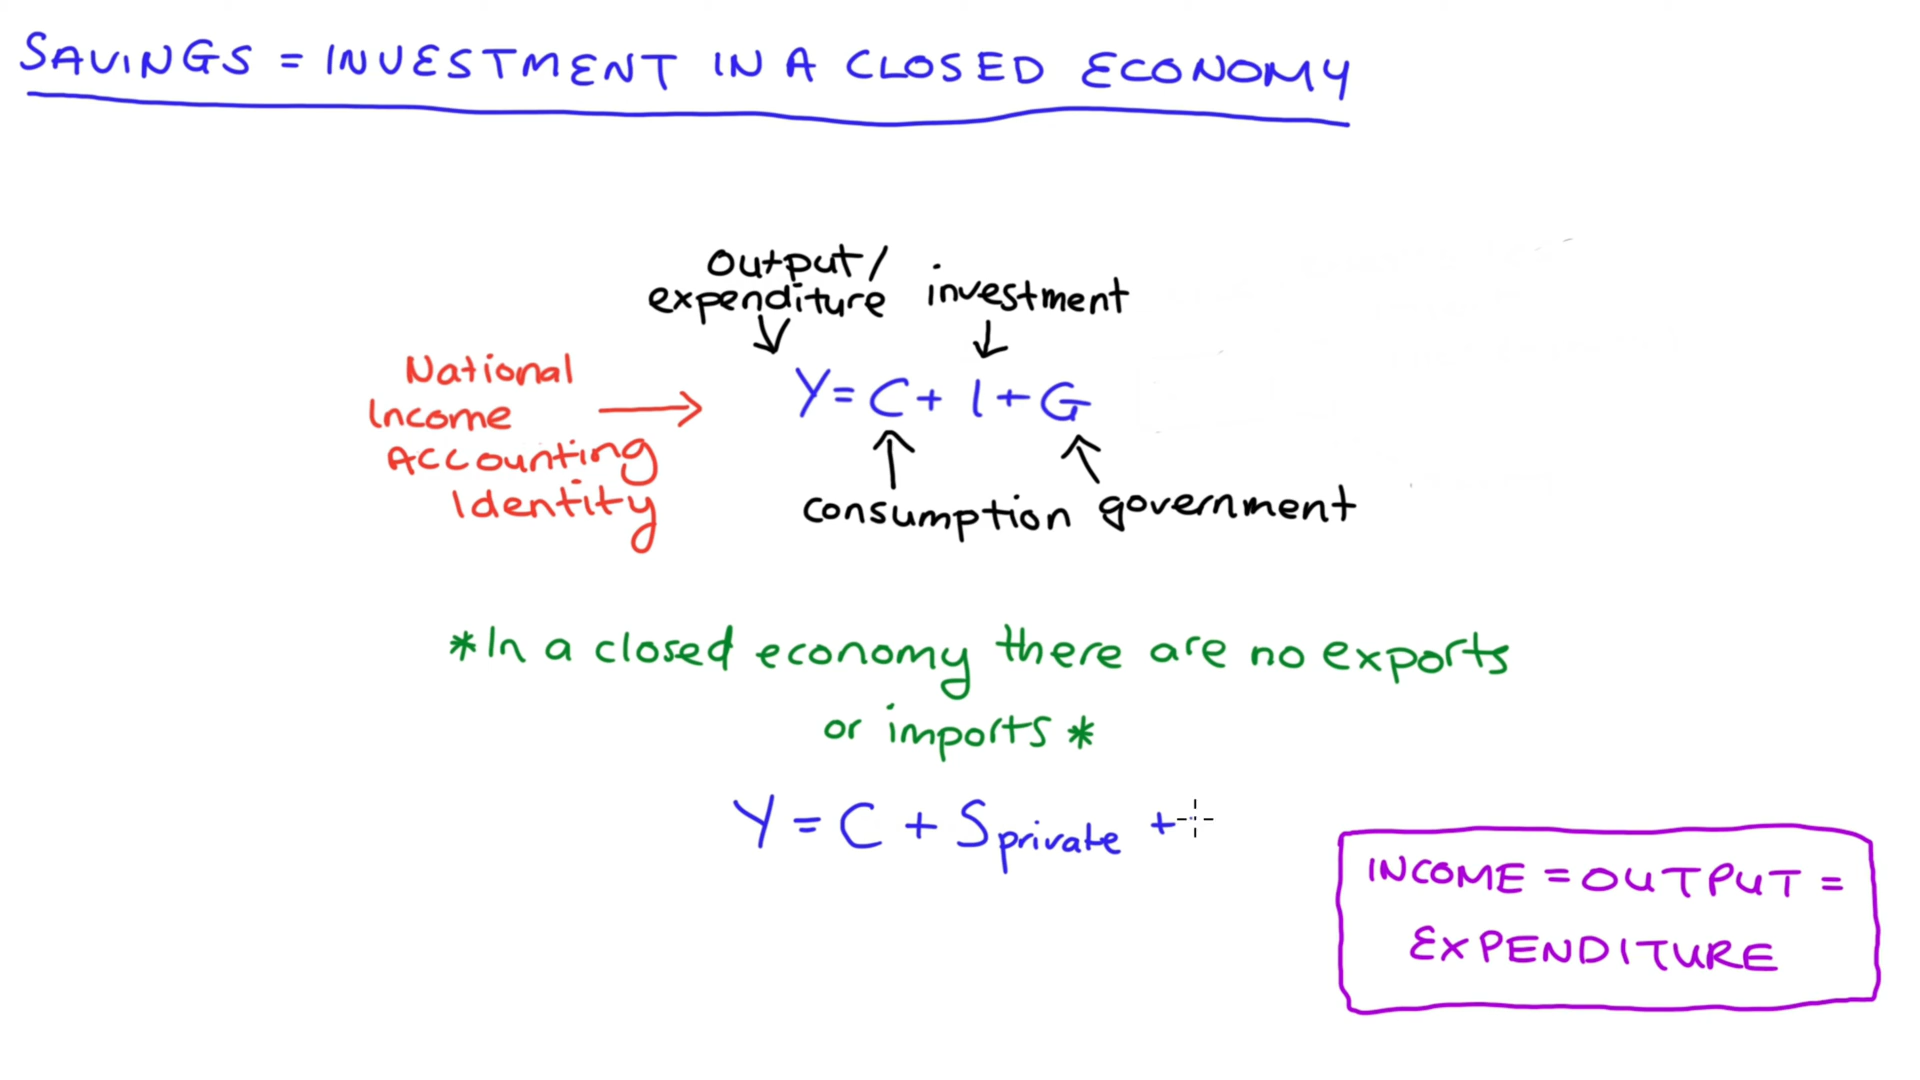 SAVINGS = INVESTMENT IN A CLOSED ECONOMY
output/
expenditure
investment
National
Income
Accounting
Identity
Y = C + I + G
consumption
government
*In a closed economy there are no exports
or imports*
Y = C + Sprivate +
INCOME = OUTPUT =
EXPENDITURE